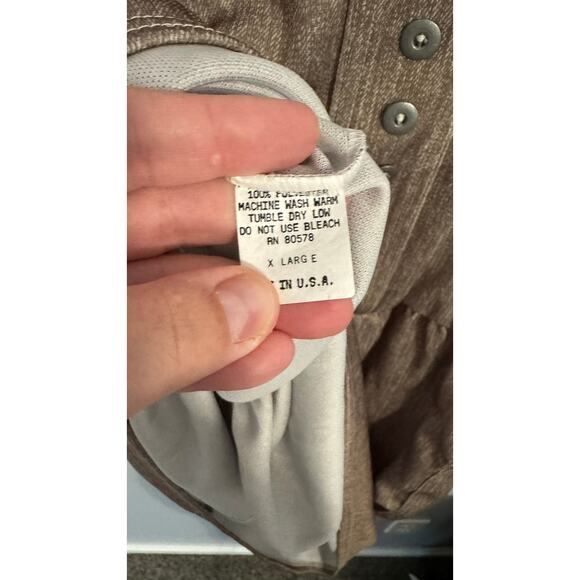 100% POLYESTER
MACHINE WASH WARM
TUMBLE DRY LOW
DO NOT USE BLEACH
RN 80578
X LARGE
IN U.S.A.